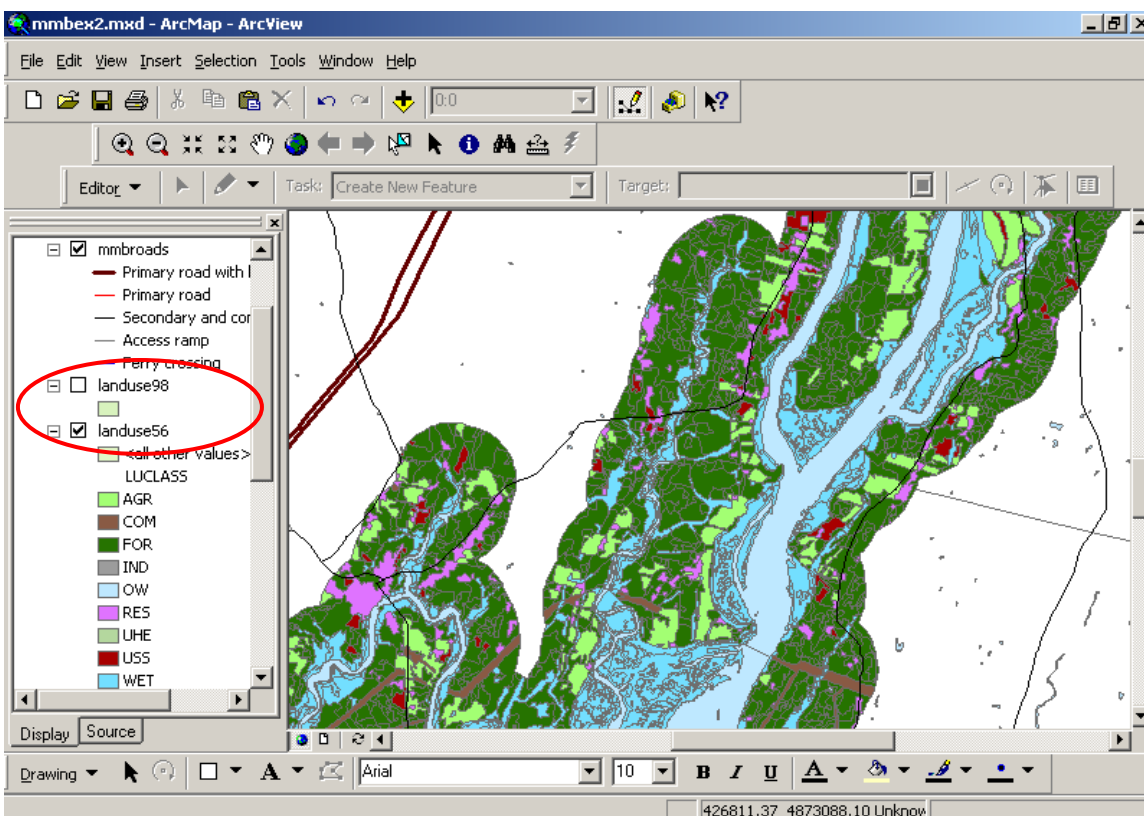 mmbex2.mxd - ArcMap - ArcView
File Edit View Insert Selection Tools Window Help
0:0
Editor Task: Create New Feature Target:
mmbroads
Primary road with l
Primary road
Secondary and cor
Access ramp
Ferry crossing
landuse98
landuse56
<all other values>
LUCLASS
AGR
COM
FOR
IND
OW
RES
UHE
USS
WET
Display Source
Drawing A Arial 10 B I U A
426811.37 4873088.10 Unknow